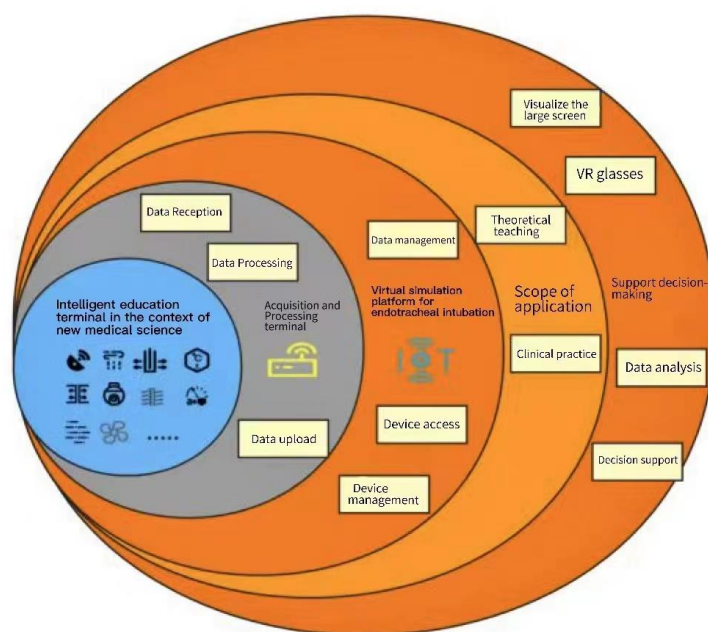 Visualize the
large screen
VR glasses
Data Reception
Theoretical
teaching
Data management
Data Processing
Intelligent education
terminal in the context of
new medical science
Acquisition and
Processing
terminal
Virtual simulation
platform for
endotracheal intubation
Scope of
application
Support decision-
making
IOT
Clinical practice
Data analysis
Device access
Data upload
Decision support
Device
management